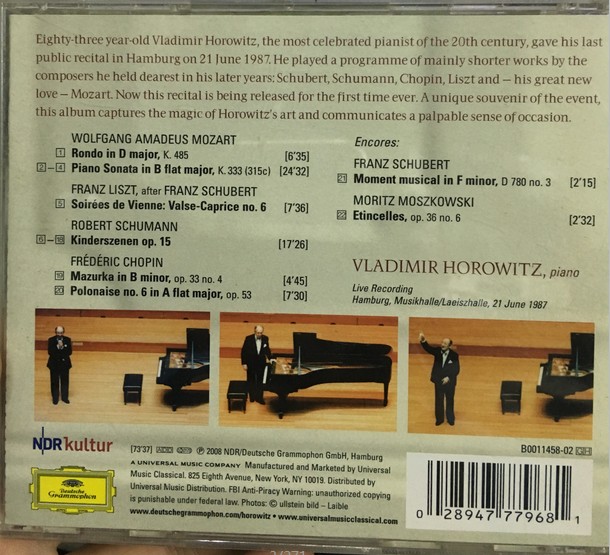 Eighty-three year-old Vladimir Horowitz, the most celebrated pianist of the 20th century, gave his last
public recital in Hamburg on 21 June 1987. He played a programme of mainly shorter works by the
composers he held dearest in his later years: Schubert, Schumann, Chopin, Liszt and – his great new
love – Mozart. Now this recital is being released for the first time ever. A unique souvenir of the event,
this album captures the magic of Horowitz's art and communicates a palpable sense of occasion.
WOLFGANG AMADEUS MOZART
1 Rondo in D major, K. 485 [6'35]
2–4 Piano Sonata in B flat major, K. 333 (315c) [24'32]
FRANZ LISZT, after FRANZ SCHUBERT
5 Soirées de Vienne: Valse-Caprice no. 6 [7'36]
ROBERT SCHUMANN
6–18 Kinderszenen op. 15 [17'26]
FRÉDÉRIC CHOPIN
19 Mazurka in B minor, op. 33 no. 4 [4'45]
20 Polonaise no. 6 in A flat major, op. 53 [7'30]
Encores:
FRANZ SCHUBERT
21 Moment musical in F minor, D 780 no. 3 [2'15]
MORITZ MOSZKOWSKI
22 Etincelles, op. 36 no. 6 [2'32]
VLADIMIR HOROWITZ, piano
Live Recording
Hamburg, Musikhalle/Laeiszhalle, 21 June 1987
NDR kultur
Deutsche
Grammophon
[73'37] ADD ℗ 2008 NDR/Deutsche Grammophon GmbH, Hamburg
A UNIVERSAL MUSIC COMPANY Manufactured and Marketed by Universal
Music Classical. 825 Eighth Avenue, New York, NY 10019. Distributed by
Universal Music Distribution. FBI Anti-Piracy Warning: unauthorized copying
is punishable under federal law. Photos: © ullstein bild – Laible
www.deutschegrammophon.com/horowitz • www.universalmusicclassical.com
B0011458-02 GH
0 28947 77968 1